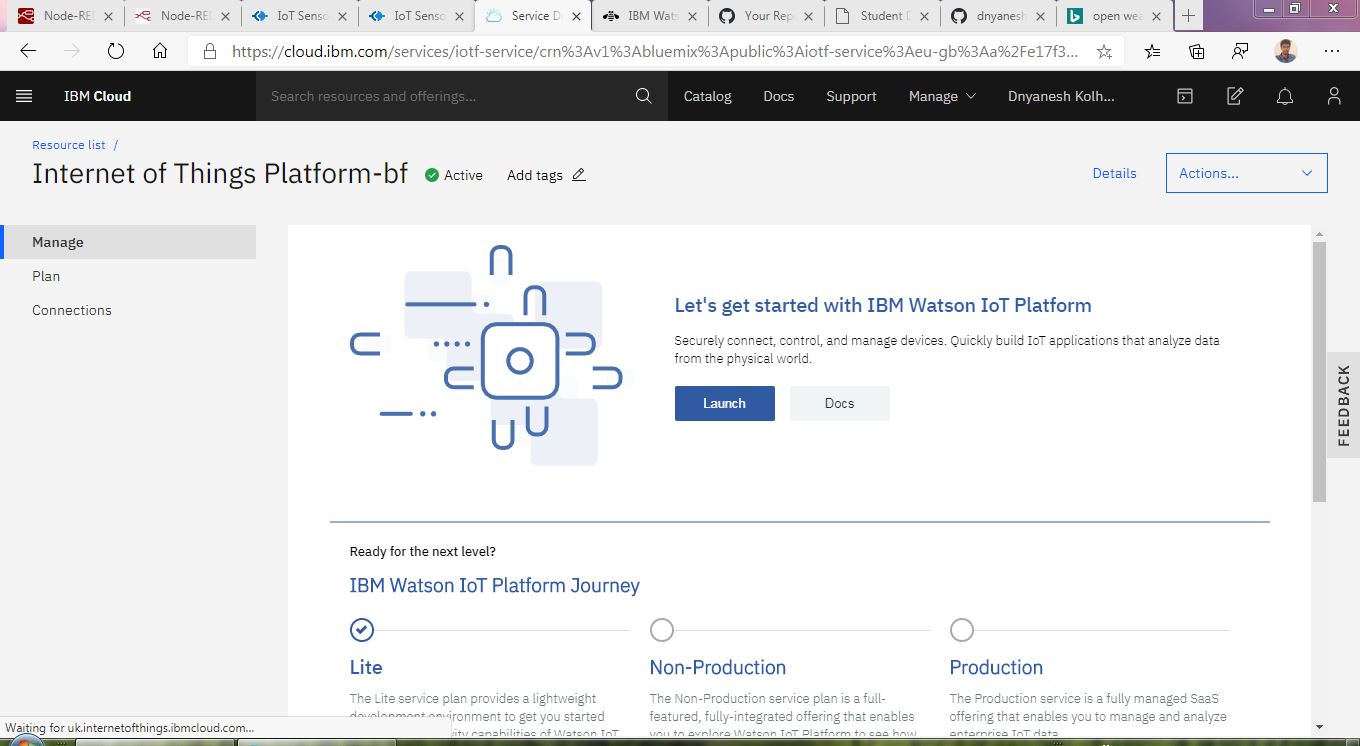 Node-RE
Node-RE
IoT Senso
IoT Senso
Service D
IBM Wats
Your Rep
Student D
dnyanesh
open wea
https://cloud.ibm.com/services/iotf-service/crn%3Av1%3Abluemix%3Apublic%3Aiotf-service%3Aeu-gb%3Aa%2Fe17f3...
IBM Cloud
Search resources and offerings...
Catalog
Docs
Support
Manage
Dnyanesh Kolh...
Resource list /
Internet of Things Platform-bf
Active
Add tags
Details
Actions...
Manage
Plan
Connections
Let's get started with IBM Watson IoT Platform
Securely connect, control, and manage devices. Quickly build IoT applications that analyze data
from the physical world.
Launch
Docs
FEEDBACK
Ready for the next level?
IBM Watson IoT Platform Journey
Lite
The Lite service plan provides a lightweight
development environment to get you started
vity capabilities of Watson IoT
Non-Production
The Non-Production service plan is a full-
featured, fully-integrated offering that enables
you to explore Watson IoT Platform to see how
Production
The Production service is a fully managed SaaS
offering that enables you to manage and analyze
enterprise IoT data.
Waiting for uk.internetofthings.ibmcloud.com...